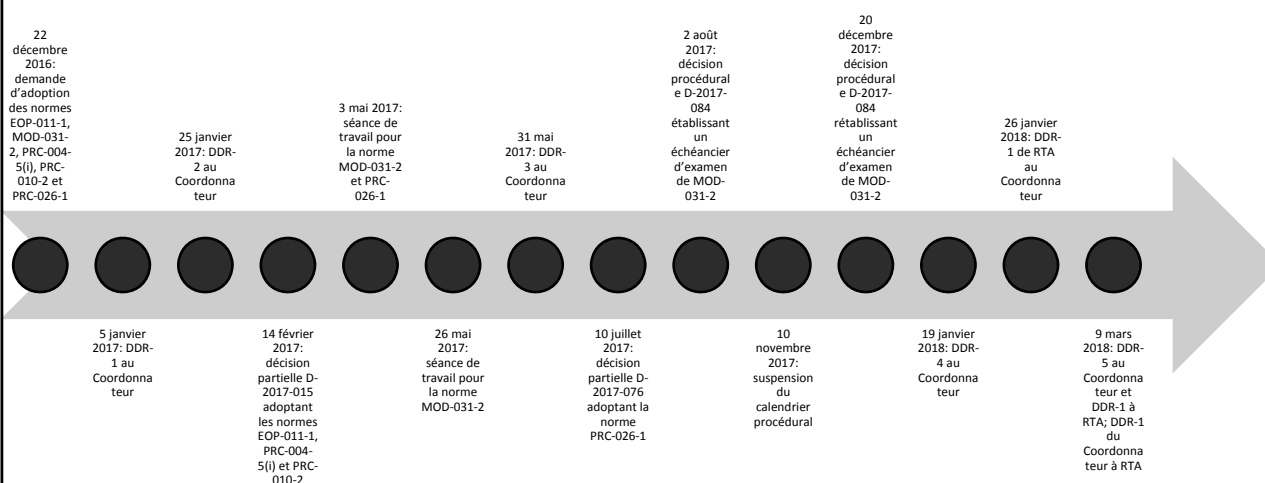 22
décembre
2016:
demande
d'adoption
des normes
EOP-011-1,
MOD-031-
2, PRC-004-
5(i), PRC-
010-2 et
PRC-026-1
5 janvier
2017: DDR-
1 au
Coordonna
teur
25 janvier
2017: DDR-
2 au
Coordonna
teur
14 février
2017:
décision
partielle D-
2017-015
adoptant
les normes
EOP-011-1,
PRC-004-
5(i) et PRC-
010-2
3 mai 2017:
séance de
travail pour
la norme
MOD-031-2
et PRC-
026-1
26 mai
2017:
séance de
travail pour
la norme
MOD-031-2
31 mai
2017: DDR-
3 au
Coordonna
teur
10 juillet
2017:
décision
partielle D-
2017-076
adoptant la
norme
PRC-026-1
2 août
2017:
décision
procédural
e D-2017-
084
établissant
un
échéancier
d'examen
de MOD-
031-2
10
novembre
2017:
suspension
du
calendrier
procédural
20
décembre
2017:
décision
procédural
e D-2017-
084
rétablissant
un
échéancier
d'examen
de MOD-
031-2
19 janvier
2018: DDR-
4 au
Coordonna
teur
26 janvier
2018: DDR-
1 de RTA
au
Coordonna
teur
9 mars
2018: DDR-
5 au
Coordonna
teur et
DDR-1 à
RTA; DDR-1
du
Coordonna
teur à RTA